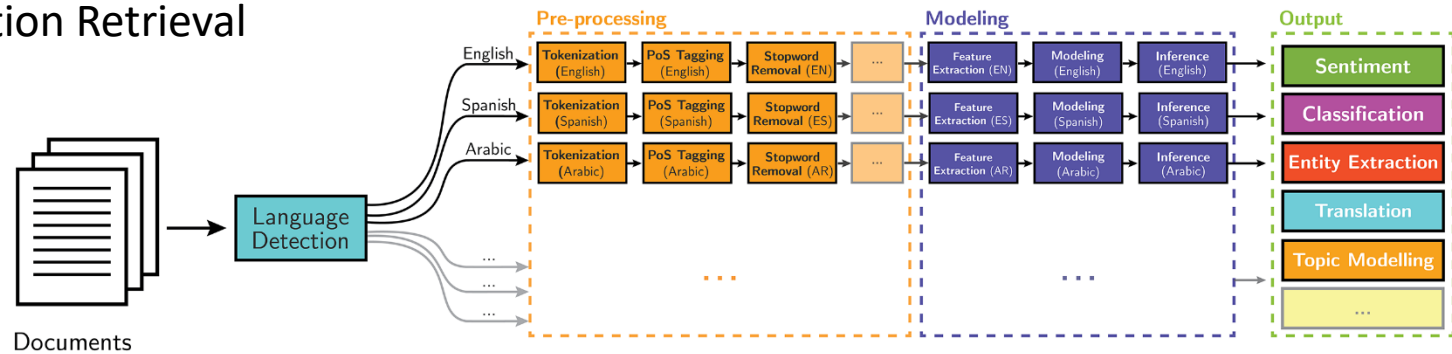 tion Retrieval
Pre-processing
Modeling
Output
English
Tokenization
(English)
PoS Tagging
(English)
Stopword
Removal (EN)
...
Feature
Extraction (EN)
Modeling
(English)
Inference
(English)
Sentiment
Spanish
Tokenization
(Spanish)
PoS Tagging
(Spanish)
Stopword
Removal (ES)
...
Feature
Extraction (ES)
Modeling
(Spanish)
Inference
(Spanish)
Classification
Arabic
Tokenization
(Arabic)
PoS Tagging
(Arabic)
Stopword
Removal (AR)
...
Feature
Extraction (AR)
Modeling
(Arabic)
Inference
(Arabic)
Entity Extraction
Language
Detection
Translation
...
...
...
...
...
Topic Modelling
...
Documents